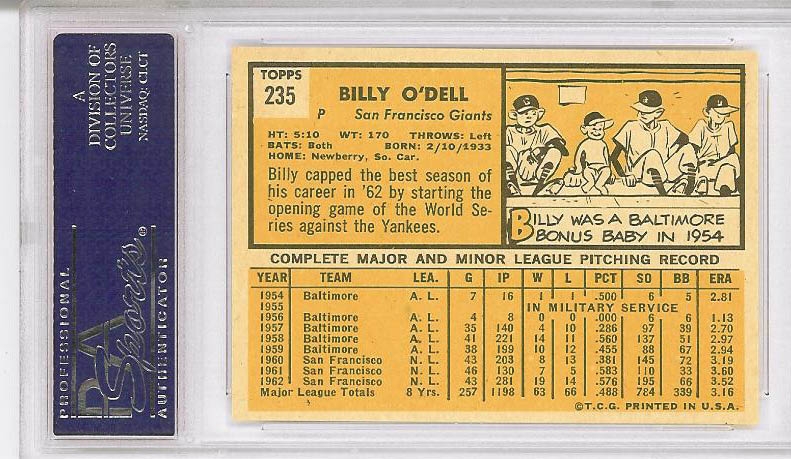 A
DIVISION OF
COLLECTORS
UNIVERSE
NASDAQ: CLCT
PROFESSIONAL
PSA
Sports®
AUTHENTICATOR
TOPPS
235
BILLY O'DELL
P San Francisco Giants
HT: 5:10 WT: 170 THROWS: Left
BATS: Both BORN: 2/10/1933
HOME: Newberry, So. Car.
Billy capped the best season of
his career in '62 by starting the
opening game of the World Se-
ries against the Yankees.
BILLY WAS A BALTIMORE
BONUS BABY IN 1954
COMPLETE MAJOR AND MINOR LEAGUE PITCHING RECORD
YEAR TEAM LEA. G IP W L PCT SO BB ERA
1954 Baltimore A. L. 7 16 1 1 .500 6 5 2.81
1955 IN MILITARY SERVICE
1956 Baltimore A. L. 4 8 0 0 .000 6 6 1.13
1957 Baltimore A. L. 35 140 4 10 .286 97 39 2.70
1958 Baltimore A. L. 41 221 14 11 .560 137 51 2.97
1959 Baltimore A. L. 38 199 10 12 .455 88 67 2.94
1960 San Francisco N. L. 43 203 8 13 .381 145 72 3.19
1961 San Francisco N. L. 46 130 7 5 .583 110 33 3.60
1962 San Francisco N. L. 43 281 19 14 .576 195 66 3.52
Major League Totals 8 Yrs. 257 1198 63 66 .488 784 339 3.16
©T.C.G. PRINTED IN U.S.A.